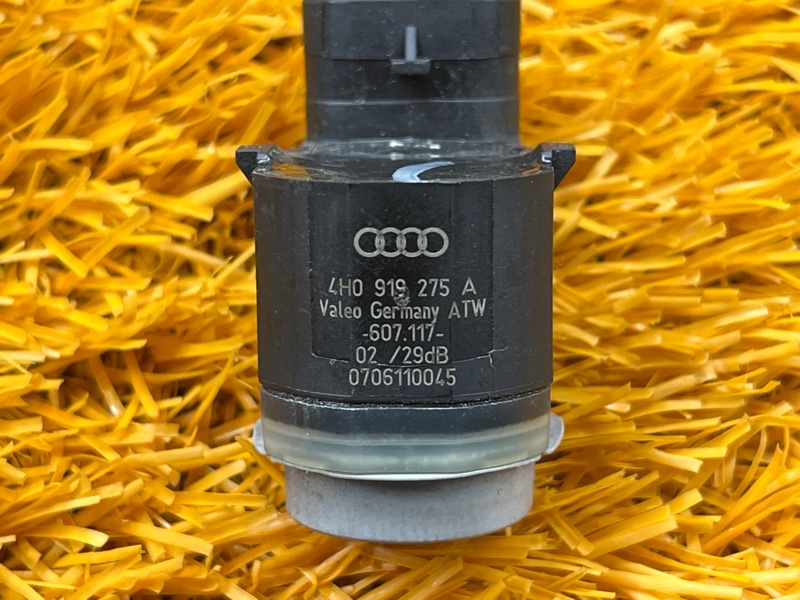 4H0 919 275 A
Valeo Germany ATW
-607.117-
02 /29dB
0706110045